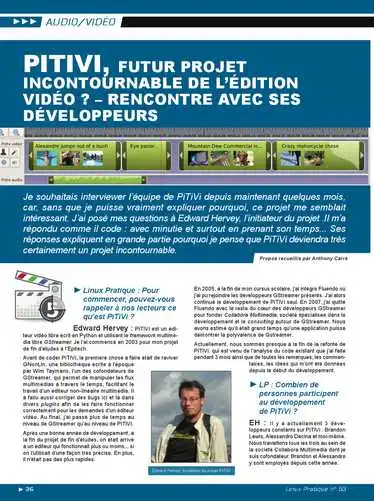 AUDIO/VIDÉO
PITIVI, FUTUR PROJET
INCONTOURNABLE DE L'ÉDITION
VIDÉO ? – RENCONTRE AVEC SES
DÉVELOPPEURS
Piste vidéo
Alexandre jumps out of a bush
Eye pause
Mountain Dew Commercial
Crazy motorcycle chase
Piste audio
Je souhaitais interviewer l'équipe de PiTiVi depuis maintenant quelques mois,
car, sans que je puisse vraiment expliquer pourquoi, ce projet me semblait
intéressant. J'ai posé mes questions à Edward Hervey, l'initiateur du projet .Il m'a
répondu comme il code : avec minutie et surtout en prenant son temps... Ses
réponses expliquent en grande partie pourquoi je pense que PiTiVi deviendra très
certainement un projet incontournable.
Propos recueillis par Anthony Carré
Linux Pratique : Pour
commencer, pouvez-vous
rappeler à nos lecteurs ce
qu'est PiTiVi ?
Edward Hervey : PiTiVi est un édi-
teur vidéo libre écrit en Python et utilisant le framework multimé-
dia libre GStreamer. Je l'ai commencé en 2003 pour mon projet
de fin d'études à l'Epitech.
Avant de coder PiTiVi, la première chose à faire était de raviver
GNonLin, une bibliothèque écrite à l'époque
par Wim Taymans, l'un des cofondateurs de
GStreamer, qui permet de manipuler les flux
multimédias à travers le temps, facilitant le
travail d'un éditeur non-linéaire multimédia. Il
a fallu aussi corriger des bugs ici et là dans
divers plugins afin de les faire fonctionner
correctement pour les demandes d'un éditeur
vidéo. Au final, j'ai passé plus de temps au
niveau de GStreamer qu'au niveau de PiTiVi.
Après une bonne année de développement, à
la fin du projet de fin d'études, on était arrivé
à un éditeur qui fonctionnait plus ou moins... si
on l'utilisait d'une façon très précise. En plus,
il n'était pas des plus rapides.
Edward Hervey, fondateur du projet PiTiVi
En 2005, à la fin de mon cursus scolaire, j'ai intégré Fluendo où
j'ai pu rejoindre les développeurs GStreamer présents. J'ai alors
continué le développement de PiTiVi seul. En 2007, j'ai quitté
Fluendo avec le reste du cœur des développeurs GStreamer
pour fonder Collabora Multimedia, société spécialisée dans le
développement et le consulting autour de GStreamer. Nous
avons estimé qu'il était grand temps qu'une application puisse
démontrer la polyvalence de GStreamer.
Actuellement, nous sommes presque à la fin de la refonte de
PiTiVi, qui est venu de l'analyse du code existant que j'ai faite
pendant 3 mois ainsi que de toutes les remarques, les commen-
taires, les idées qui m'ont été données
depuis le début du développement.
LP : Combien de
personnes participent
au développement
de PiTiVi ?
EH : Il y a actuellement 3 déve-
loppeurs constants sur PiTiVi : Brandon
Lewis, Alessandro Decina et moi-même.
Nous travaillons tous les trois au sein de
la société Collabora Multimedia dont je
suis cofondateur. Brandon et Alessandro
y sont employés depuis cette année.
36
Linux Pratique n° 53